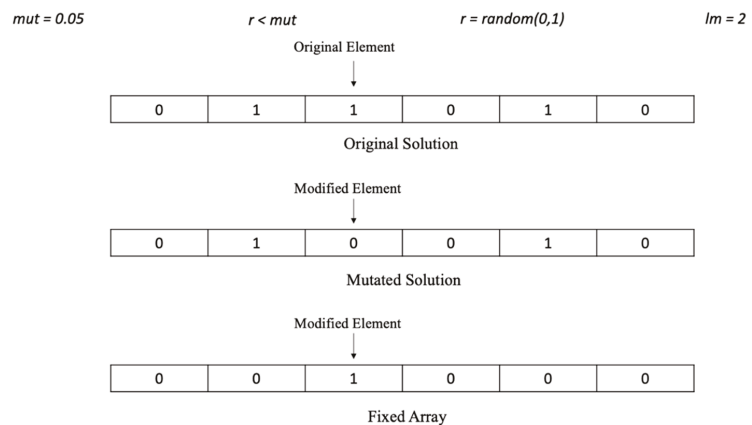 mut = 0.05 r < mut r = random(0,1) lm = 2
Original Element
0 1 1 0 1 0
Original Solution
Modified Element
0 1 0 0 1 0
Mutated Solution
Modified Element
0 0 1 0 0 0
Fixed Array